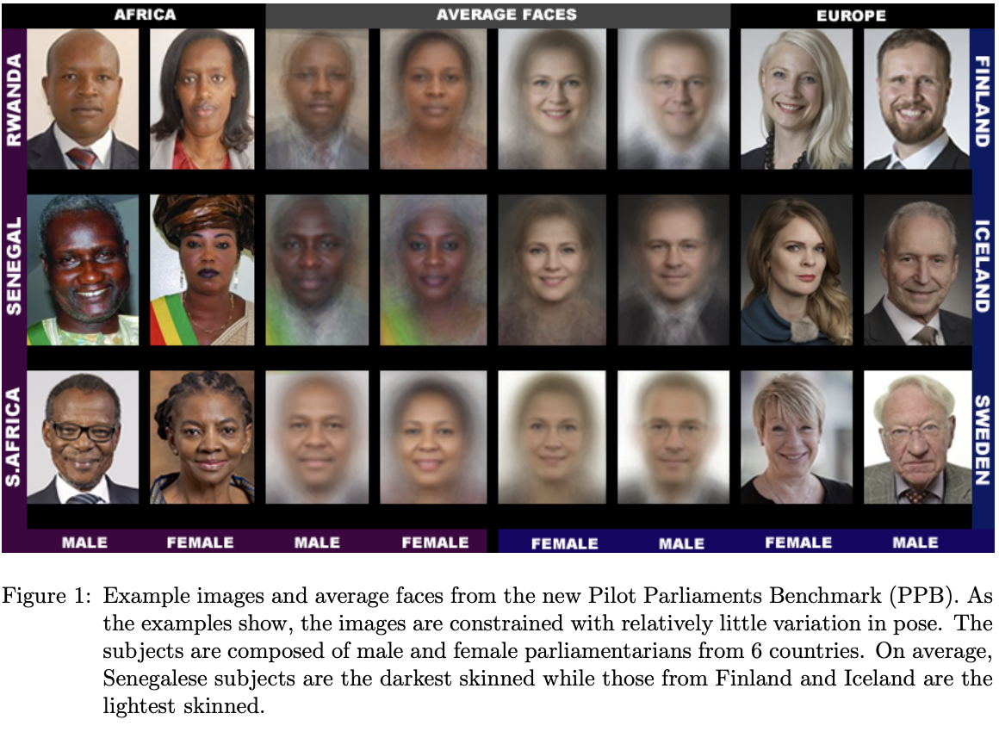 AFRICA
AVERAGE FACES
EUROPE
RWANDA
FINLAND
SENEGAL
ICELAND
S.AFRICA
SWEDEN
MALE
FEMALE
MALE
FEMALE
FEMALE
MALE
FEMALE
MALE
Figure 1: Example images and average faces from the new Pilot Parliaments Benchmark (PPB). As
the examples show, the images are constrained with relatively little variation in pose. The
subjects are composed of male and female parliamentarians from 6 countries. On average,
Senegalese subjects are the darkest skinned while those from Finland and Iceland are the
lightest skinned.